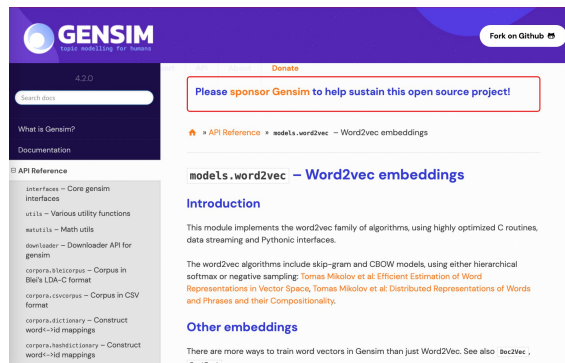 GENSIM
topic modelling for humans
Fork on Github
Donate
4.2.0
Search docs
What is Gensim?
Documentation
API Reference
interfaces – Core gensim
interfaces
utils – Various utility functions
matutils – Math utils
downloader – Downloader API for
gensim
corpora.bleicorpus – Corpus in
Blei's LDA-C format
corpora.csvcorpus – Corpus in CSV
format
corpora.dictionary – Construct
word<->id mappings
corpora.hashdictionary – Construct
word<->id mappings
Please sponsor Gensim to help sustain this open source project!
» API Reference » models.word2vec – Word2vec embeddings
models.word2vec – Word2vec embeddings
Introduction
This module implements the word2vec family of algorithms, using highly optimized C routines,
data streaming and Pythonic interfaces.
The word2vec algorithms include skip-gram and CBOW models, using either hierarchical
softmax or negative sampling: Tomas Mikolov et al: Efficient Estimation of Word
Representations in Vector Space, Tomas Mikolov et al: Distributed Representations of Words
and Phrases and their Compositionality.
Other embeddings
There are more ways to train word vectors in Gensim than just Word2Vec. See also Doc2Vec ,